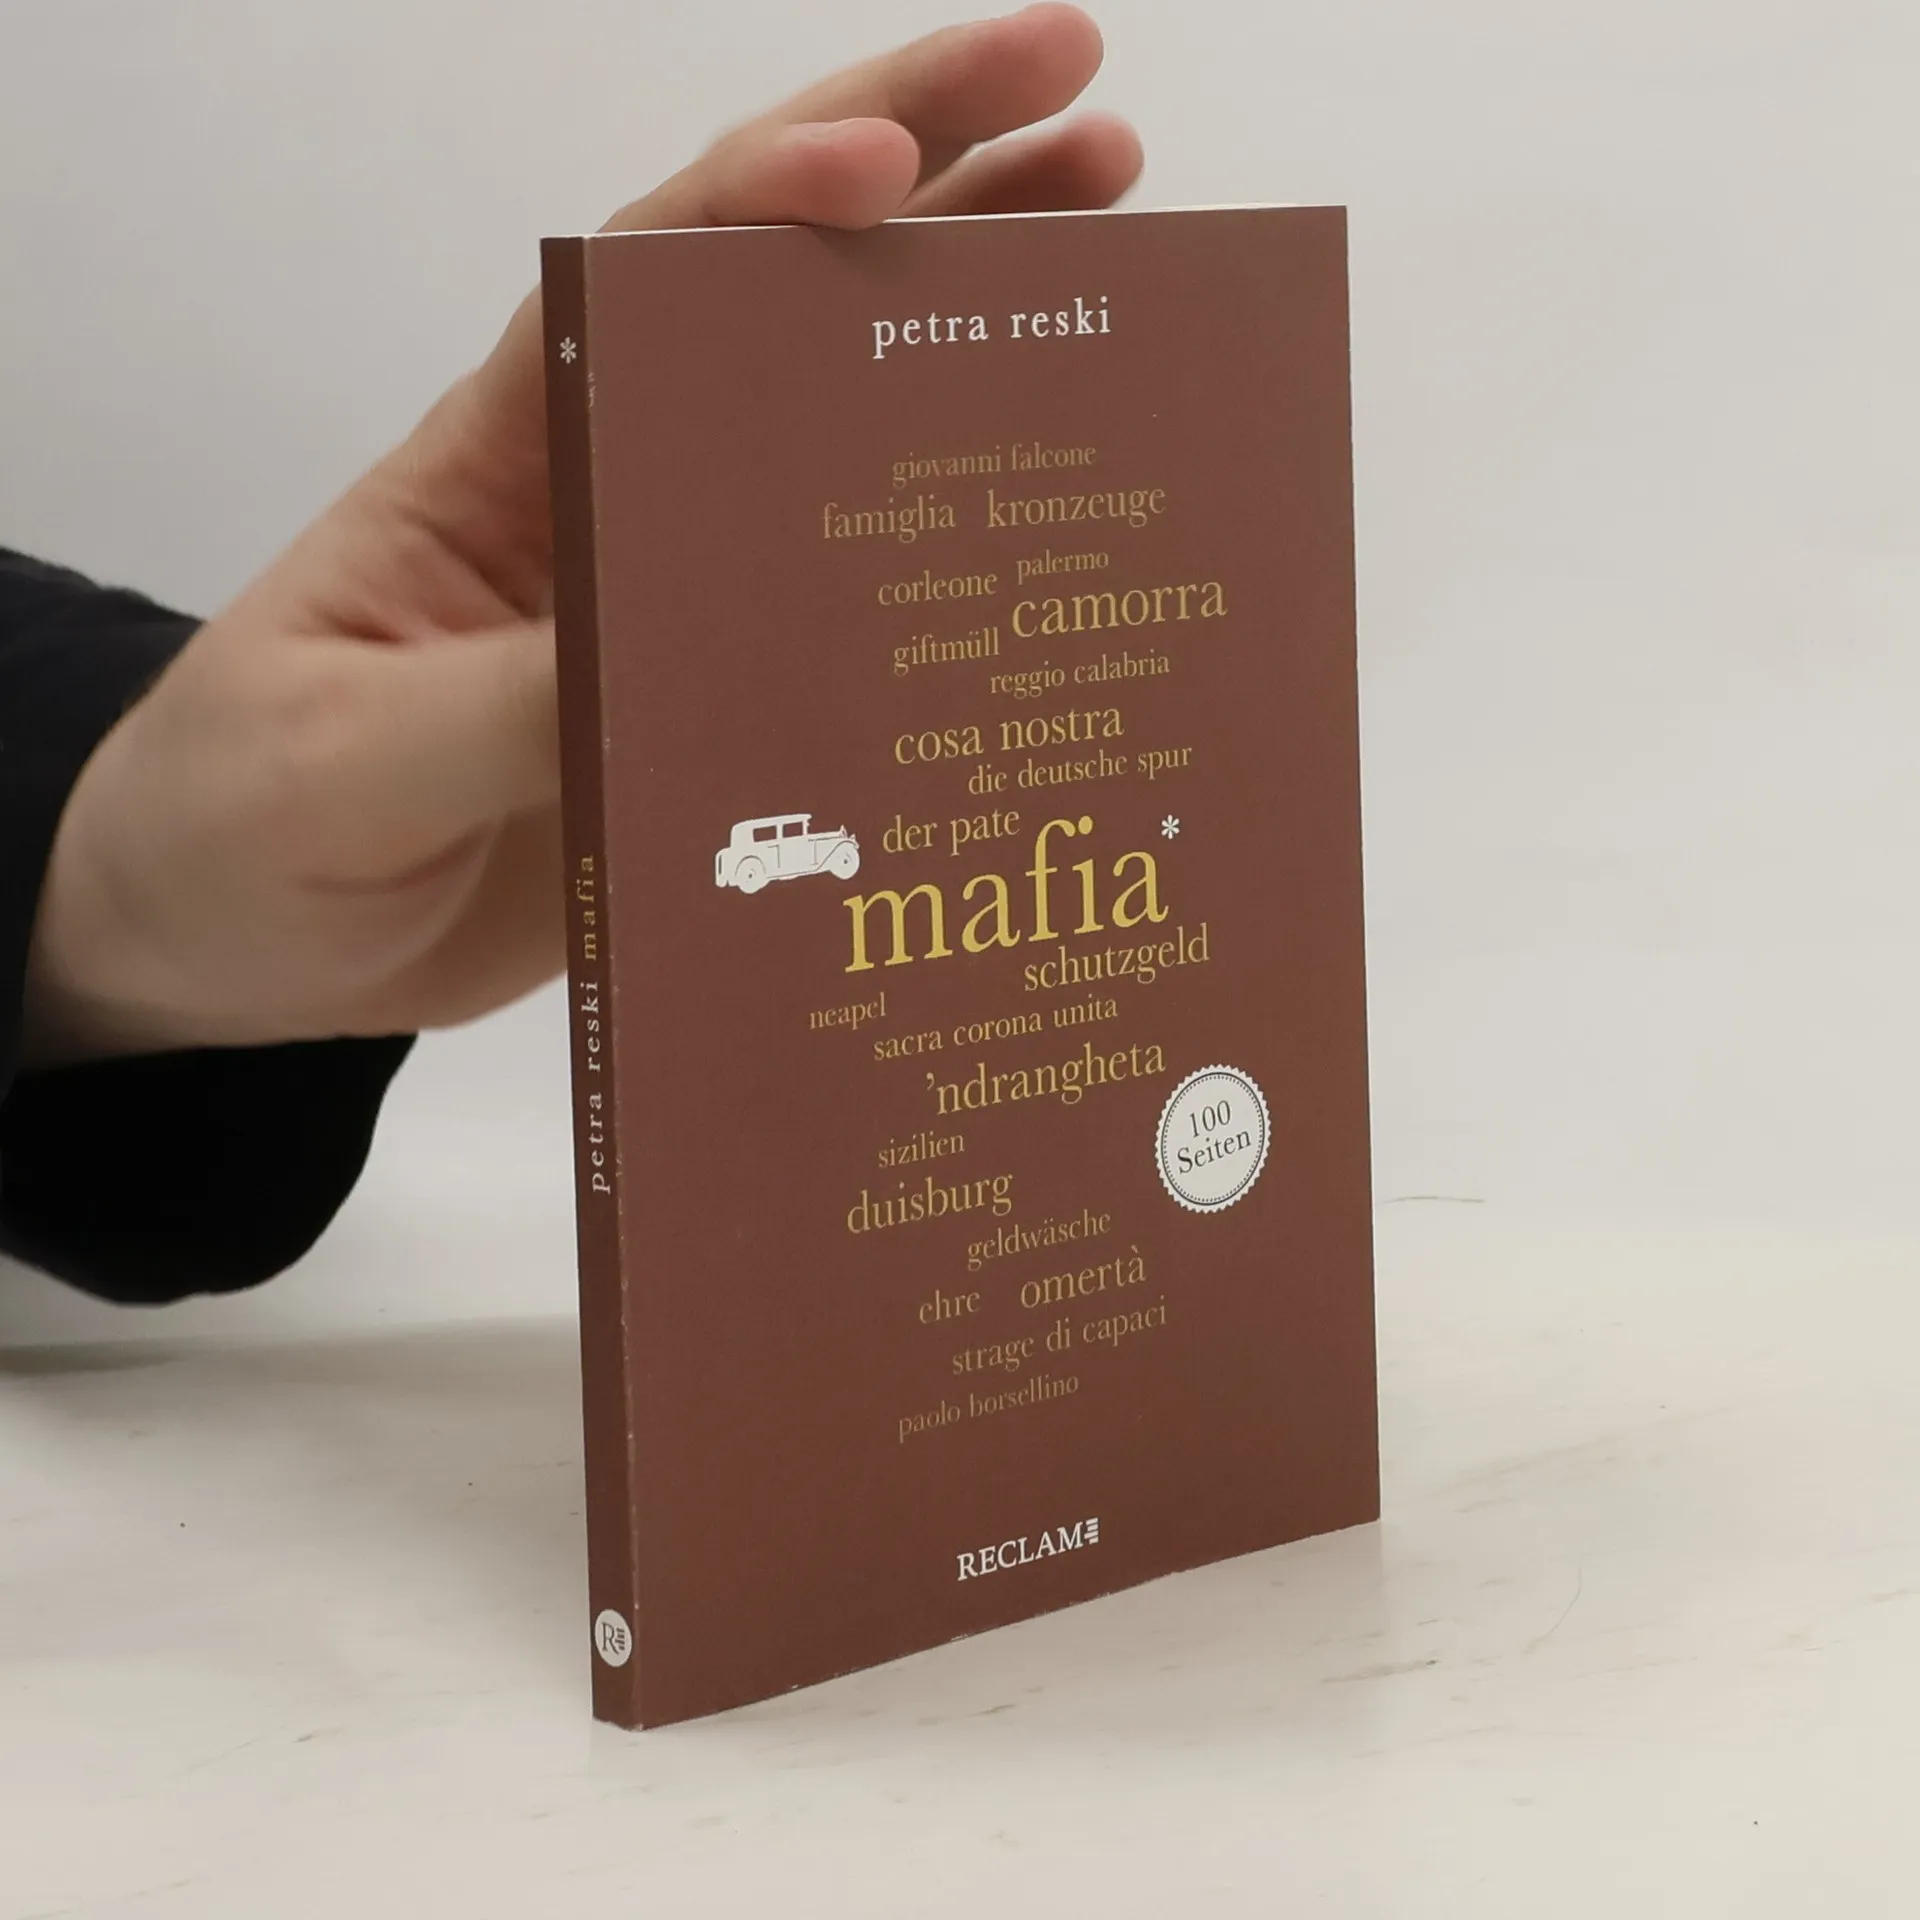 petra reski
giovanni falcone
famiglia kronzeuge
corleone palermo
giftmüll camorra
reggio calabria
cosa nostra
die deutsche spur
der pate
mafia*
schutzgeld
neapel
sacra corona unita
'ndrangheta
100
Seiten
sizilien
duisburg
geldwäsche
ehre omertà
strage di capaci
paolo borsellino
RECLAM
*
petra reski mafia
R